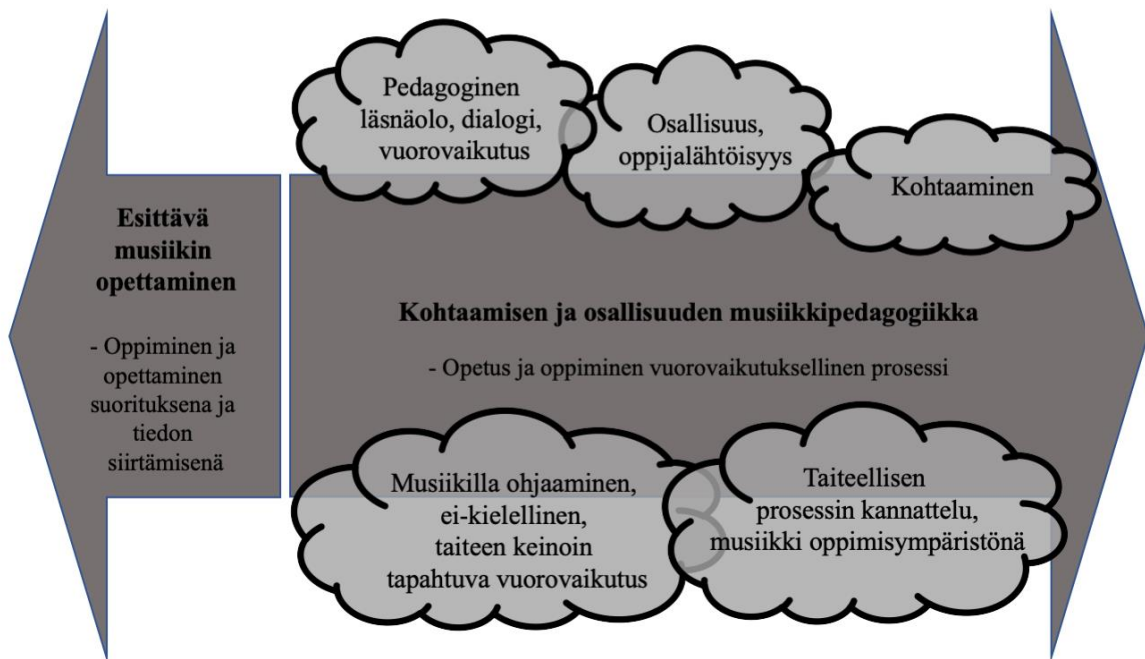 Pedagoginen
läsnäolo, dialogi,
vuorovaikutus
Osallisuus,
oppijalähtöisyys
Kohtaaminen
Esittävä
musiikin
opettaminen
- Oppiminen ja
opettaminen
suorituksena ja
tiedon
siirtämisenä
Kohtaamisen ja osallisuuden musiikkipedagogiikka
- Opetus ja oppiminen vuorovaikutuksellinen prosessi
Musiikilla ohjaaminen,
ei-kielellinen,
taiteen keinoin
tapahtuva vuorovaikutus
Taiteellisen
prosessin kannattelu,
musiikki oppimisympäristönä